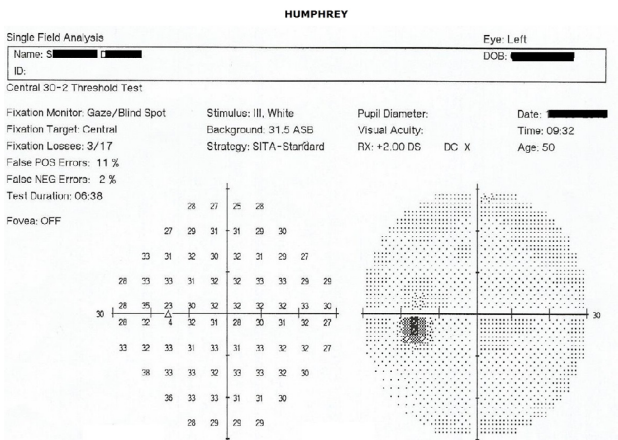 HUMPHREY
Single Field Analysis
Eye: Left
Name: S
DOB:
ID:
Central 30-2 Threshold Test
Fixation Monitor: Gaze/Blind Spot
Stimulus: III, White
Pupil Diameter:
Date:
Fixation Target: Central
Background: 31.5 ASB
Visual Acuity:
Time: 09:32
Fixation Losses: 3/17
Strategy: SITA-Standard
RX: +2.00 DS DC X
Age: 50
False POS Errors: 11 %
False NEG Errors: 2 %
Test Duration: 06:38
Fovea: OFF
28 27 25 28
27 29 31 31 29 30
33 31 32 30 32 31 29 27
28 33 33 31 32 32 33 33 29 29
28 35 23 30 32 32 32 32 33 30
30 30
28 32 4 32 31 28 30 31 32 27
33 32 33 31 33 31 33 32 32 27
38 33 33 32 32 33 32 30
36 33 33 31 31 30
28 29 29 29